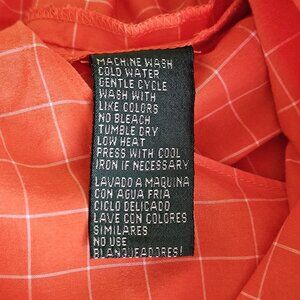 MACHINE WASH
COLD WATER
GENTLE CYCLE
WASH WITH
LIKE COLORS
NO BLEACH
TUMBLE DRY
LOW HEAT
PRESS WITH COOL
IRON IF NECESSARY
LAVADO A MAQUINA
CON AGUA FRIA
CICLO DELICADO
LAVE CON COLORES
SIMILARES
NO USE
BLANQUEADORES!